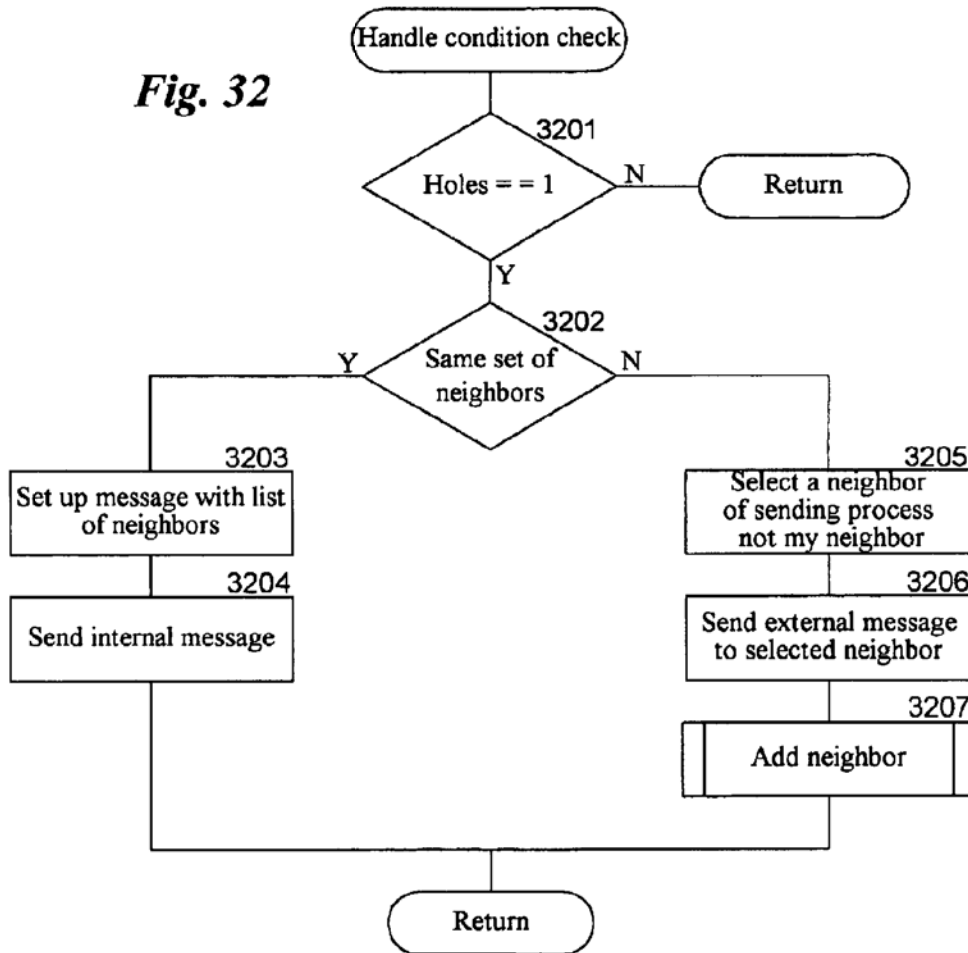 Handle condition check
Fig. 32
3201
Holes = = 1
N
Return
Y
3202
Same set of
neighbors
Y
N
3203
Set up message with list
of neighbors
3204
Send internal message
3205
Select a neighbor
of sending process
not my neighbor
3206
Send external message
to selected neighbor
3207
Add neighbor
Return